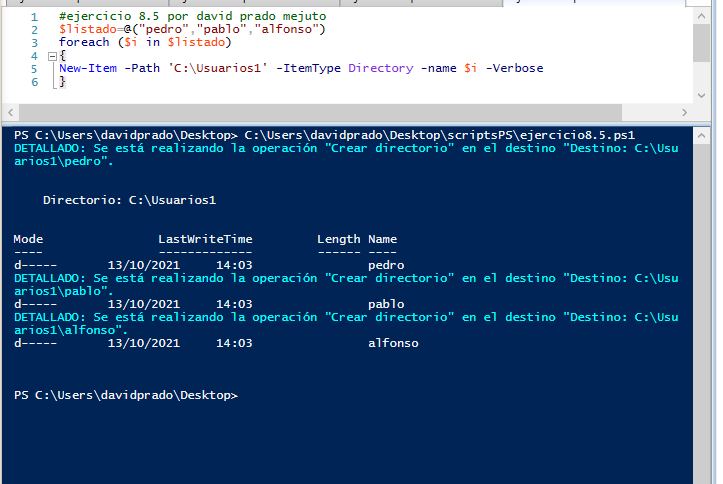 1 #ejercicio 8.5 por david prado mejuto
2 $listado=@("pedro","pablo","alfonso")
3 foreach ($i in $listado)
4 {
5 New-Item -Path 'C:\Usuarios1' -ItemType Directory -name $i -Verbose
6 }
PS C:\Users\davidprado\Desktop> C:\Users\davidprado\Desktop\scriptsPS\ejercicio8.5.ps1
DETALLADO: Se está realizando la operación "Crear directorio" en el destino "Destino: C:\Usu
arios1\pedro".
Directorio: C:\Usuarios1
Mode LastWriteTime Length Name
---- ------------- ------ ----
d----- 13/10/2021 14:03 pedro
DETALLADO: Se está realizando la operación "Crear directorio" en el destino "Destino: C:\Usu
arios1\pablo".
d----- 13/10/2021 14:03 pablo
DETALLADO: Se está realizando la operación "Crear directorio" en el destino "Destino: C:\Usu
arios1\alfonso".
d----- 13/10/2021 14:03 alfonso
PS C:\Users\davidprado\Desktop>